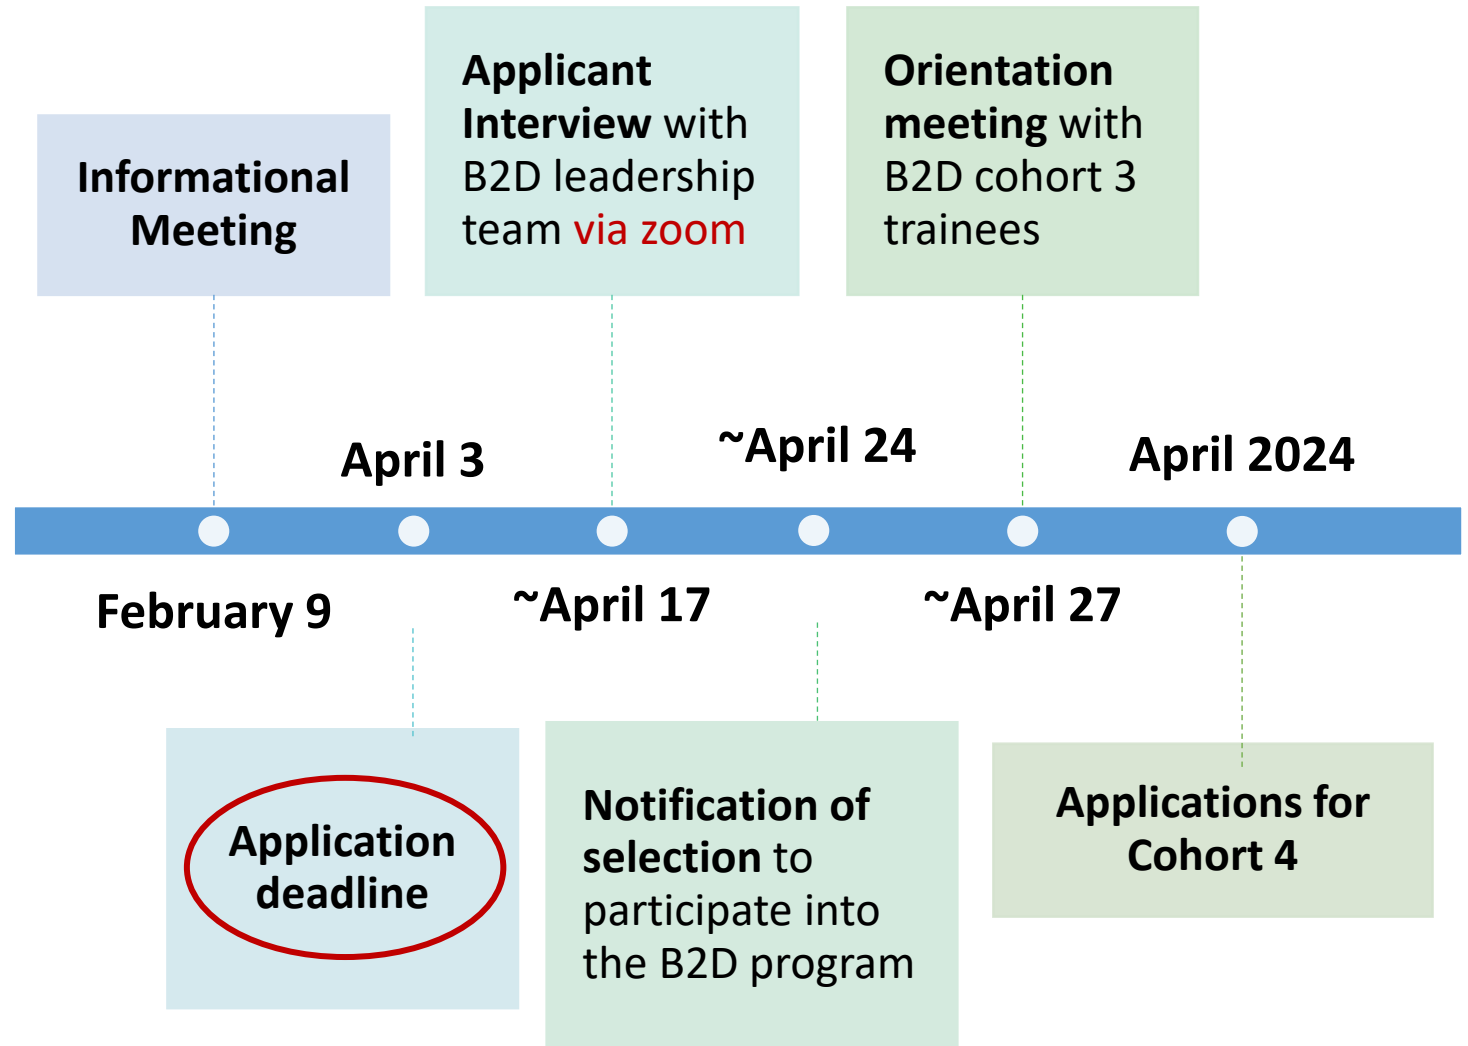 Informational
Meeting
Applicant
Interview with
B2D leadership
team via zoom
Orientation
meeting with
B2D cohort 3
trainees
April 3
~April 24
April 2024
February 9
~April 17
~April 27
Application
deadline
Notification of
selection to
participate into
the B2D program
Applications for
Cohort 4